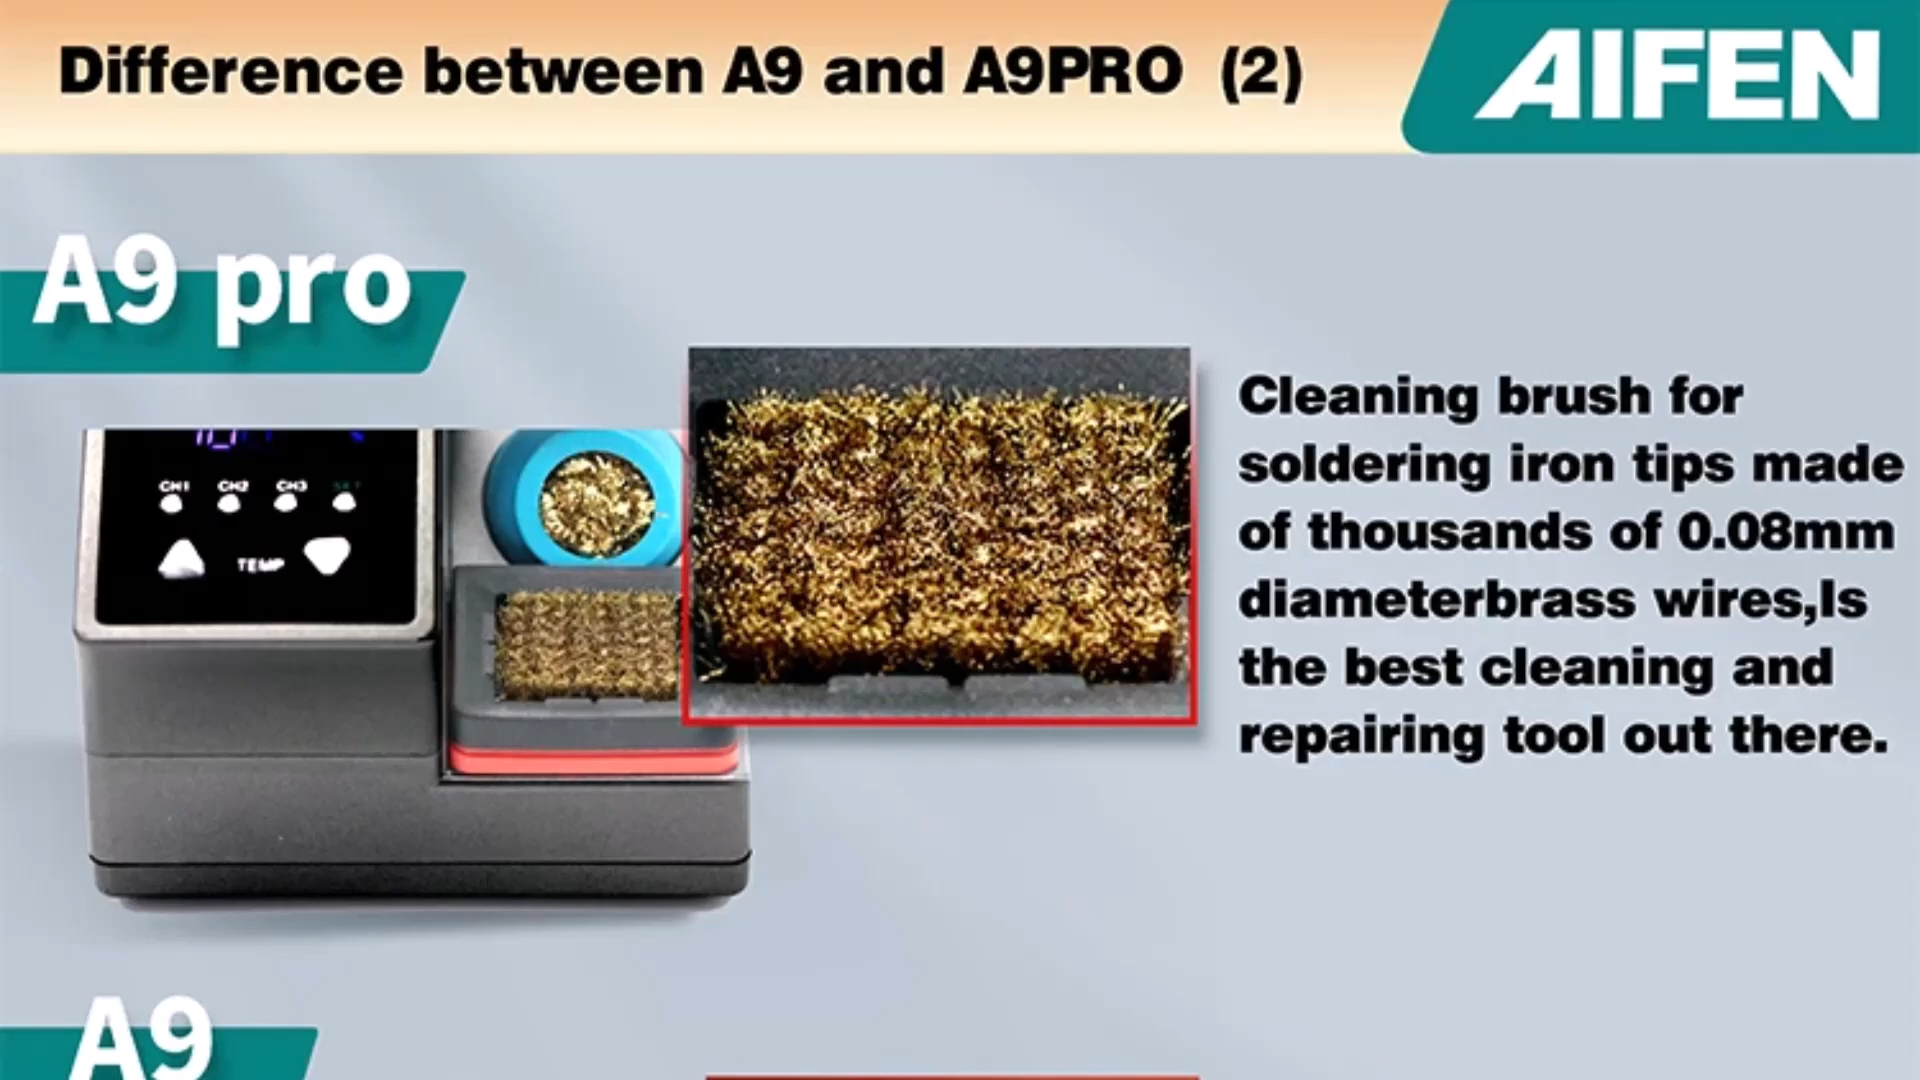 Difference between A9 and A9PRO (2)
AIFEN
A9 pro
CH1 CH2 CH3 SET
TEMP
Cleaning brush for
soldering iron tips made
of thousands of 0.08mm
diameterbrass wires,Is
the best cleaning and
repairing tool out there.
A9